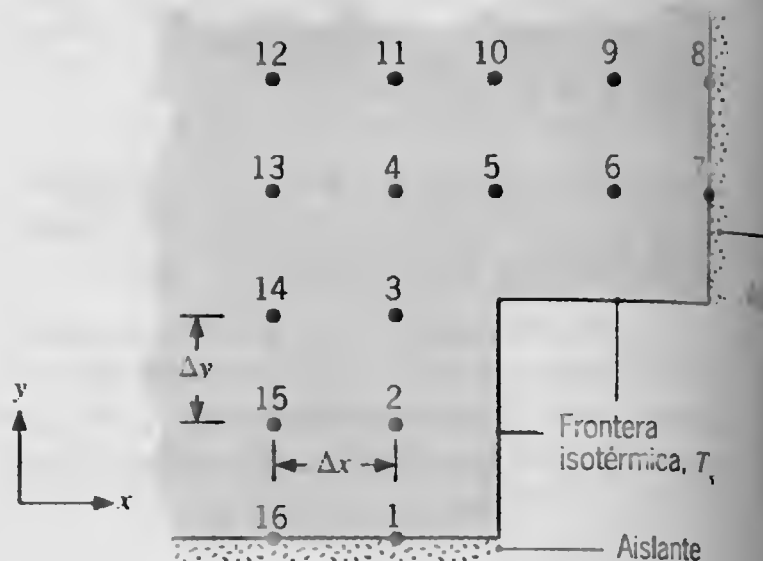 12 11 10 9 8
13 4 5 6 7
14 3
Δy
y
15 2
Δx
Frontera
isotérmica, Ts
x
16 1
Aislante